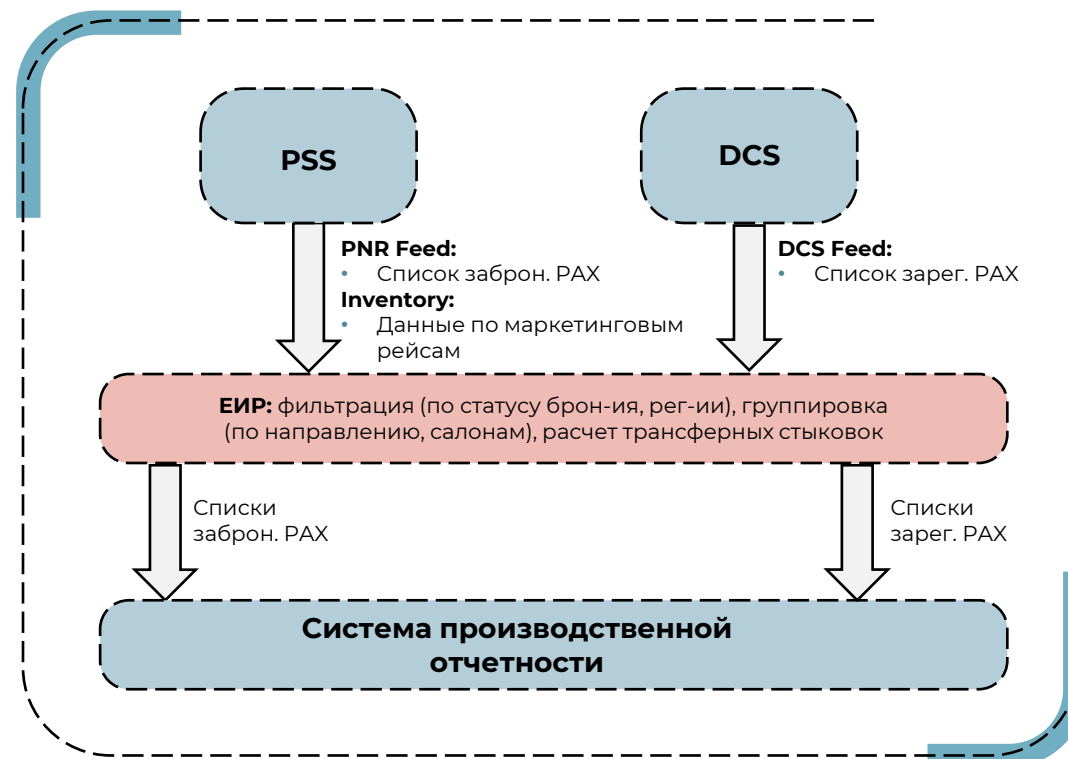 PSS
DCS
PNR Feed:
• Список заброн. PAX
Inventory:
• Данные по маркетинговым
рейсам
DCS Feed:
• Список зарег. PAX
ЕИР: фильтрация (по статусу брон-ия, рег-ии), группировка
(по направлению, салонам), расчет трансферных стыковок
Списки
заброн. PAX
Списки
зарег. PAX
Система производственной
отчетности